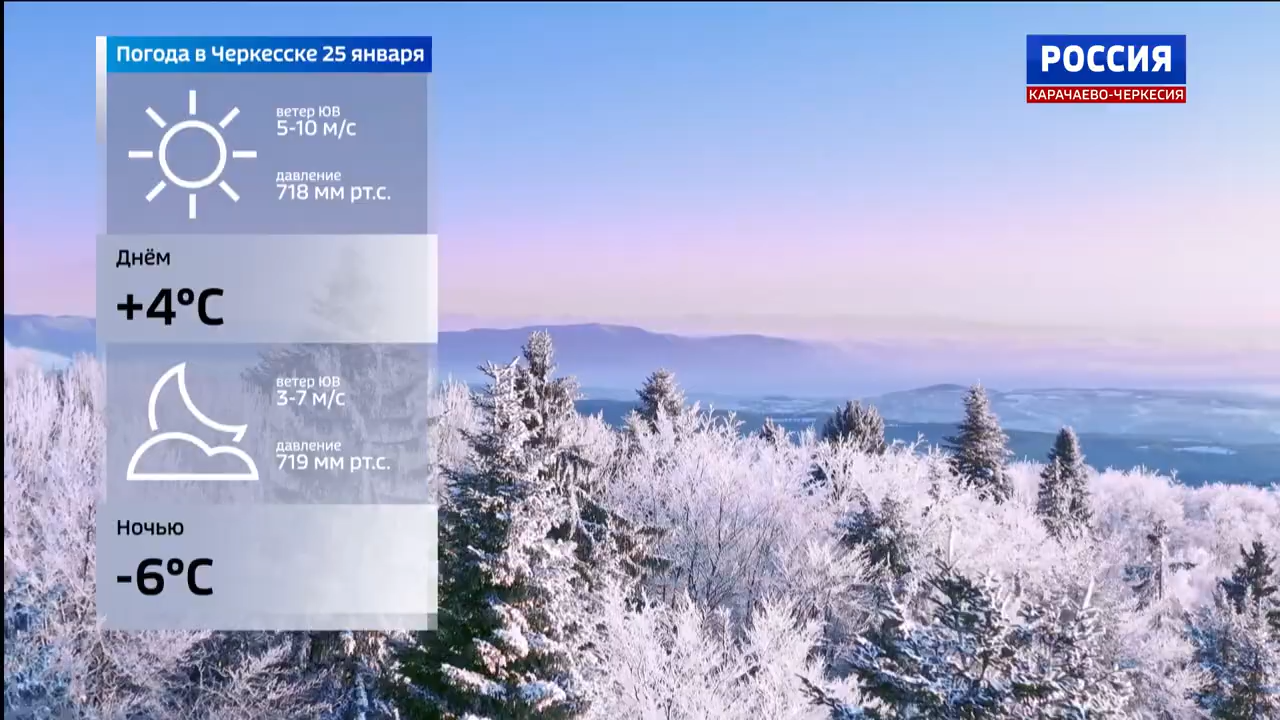 Погода в Черкесске 25 января
РОССИЯ
КАРАЧАЕВО-ЧЕРКЕСИЯ
ветер ЮВ
5-10 м/с
давление
718 мм рт.с.
Днём
+4°C
ветер ЮВ
3-7 м/с
давление
719 мм рт.с.
Ночью
-6°C